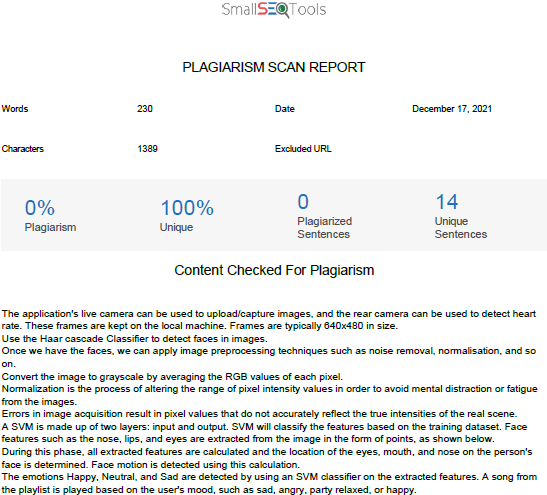 SmallSEOTools
PLAGIARISM SCAN REPORT
Words 230 Date December 17, 2021
Characters 1389 Excluded URL
0% 100% 0 14
Plagiarism Unique Plagiarized Sentences Unique Sentences
Content Checked For Plagiarism
The application's live camera can be used to upload/capture images, and the rear camera can be used to detect heart
rate. These frames are kept on the local machine. Frames are typically 640x480 in size.
Use the Haar cascade Classifier to detect faces in images.
Once we have the faces, we can apply image preprocessing techniques such as noise removal, normalisation, and so
on.
Convert the image to grayscale by averaging the RGB values of each pixel.
Normalization is the process of altering the range of pixel intensity values in order to avoid mental distraction or fatigue
from the images.
Errors in image acquisition result in pixel values that do not accurately reflect the true intensities of the real scene.
A SVM is made up of two layers: input and output. SVM will classify the features based on the training dataset. Face
features such as the nose, lips, and eyes are extracted from the image in the form of points, as shown below.
During this phase, all extracted features are calculated and the location of the eyes, mouth, and nose on the person's
face is determined. Face motion is detected using this calculation.
The emotions Happy, Neutral, and Sad are detected by using an SVM classifier on the extracted features. A song from
the playlist is played based on the user's mood, such as sad, angry, party relaxed, or happy.